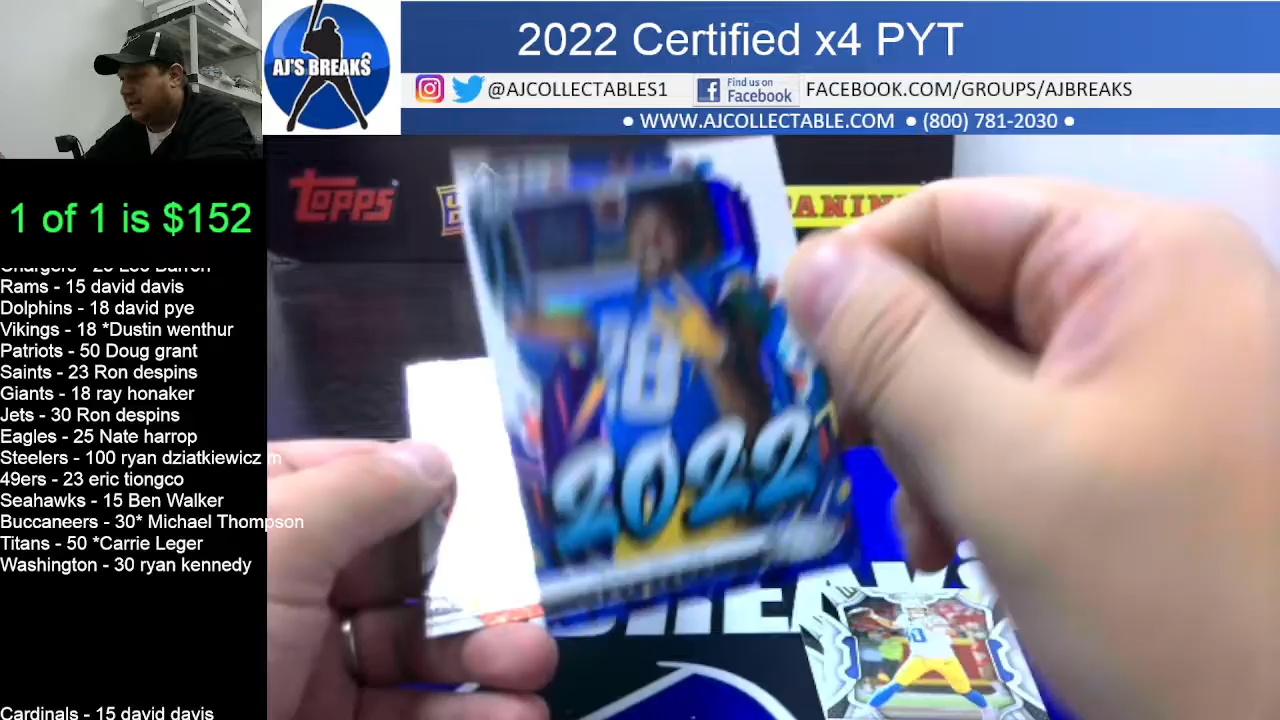 AJ'S BREAKS
2022 Certified x4 PYT
@AJCOLLECTABLES1
Find us on
Facebook
FACEBOOK.COM/GROUPS/AJBREAKS
● WWW.AJCOLLECTABLE.COM ● (800) 781-2030 ●
1 of 1 is $152
Rams - 15 david davis
Dolphins - 18 david pye
Vikings - 18 *Dustin wenthur
Patriots - 50 Doug grant
Saints - 23 Ron despins
Giants - 18 ray honaker
Jets - 30 Ron despins
Eagles - 25 Nate harrop
Steelers - 100 ryan dziatkiewicz m
49ers - 23 eric tiongco
Seahawks - 15 Ben Walker
Buccaneers - 30* Michael Thompson
Titans - 50 *Carrie Leger
Washington - 30 ryan kennedy
Cardinals - 15 david davis
Topps
PANINI
2022